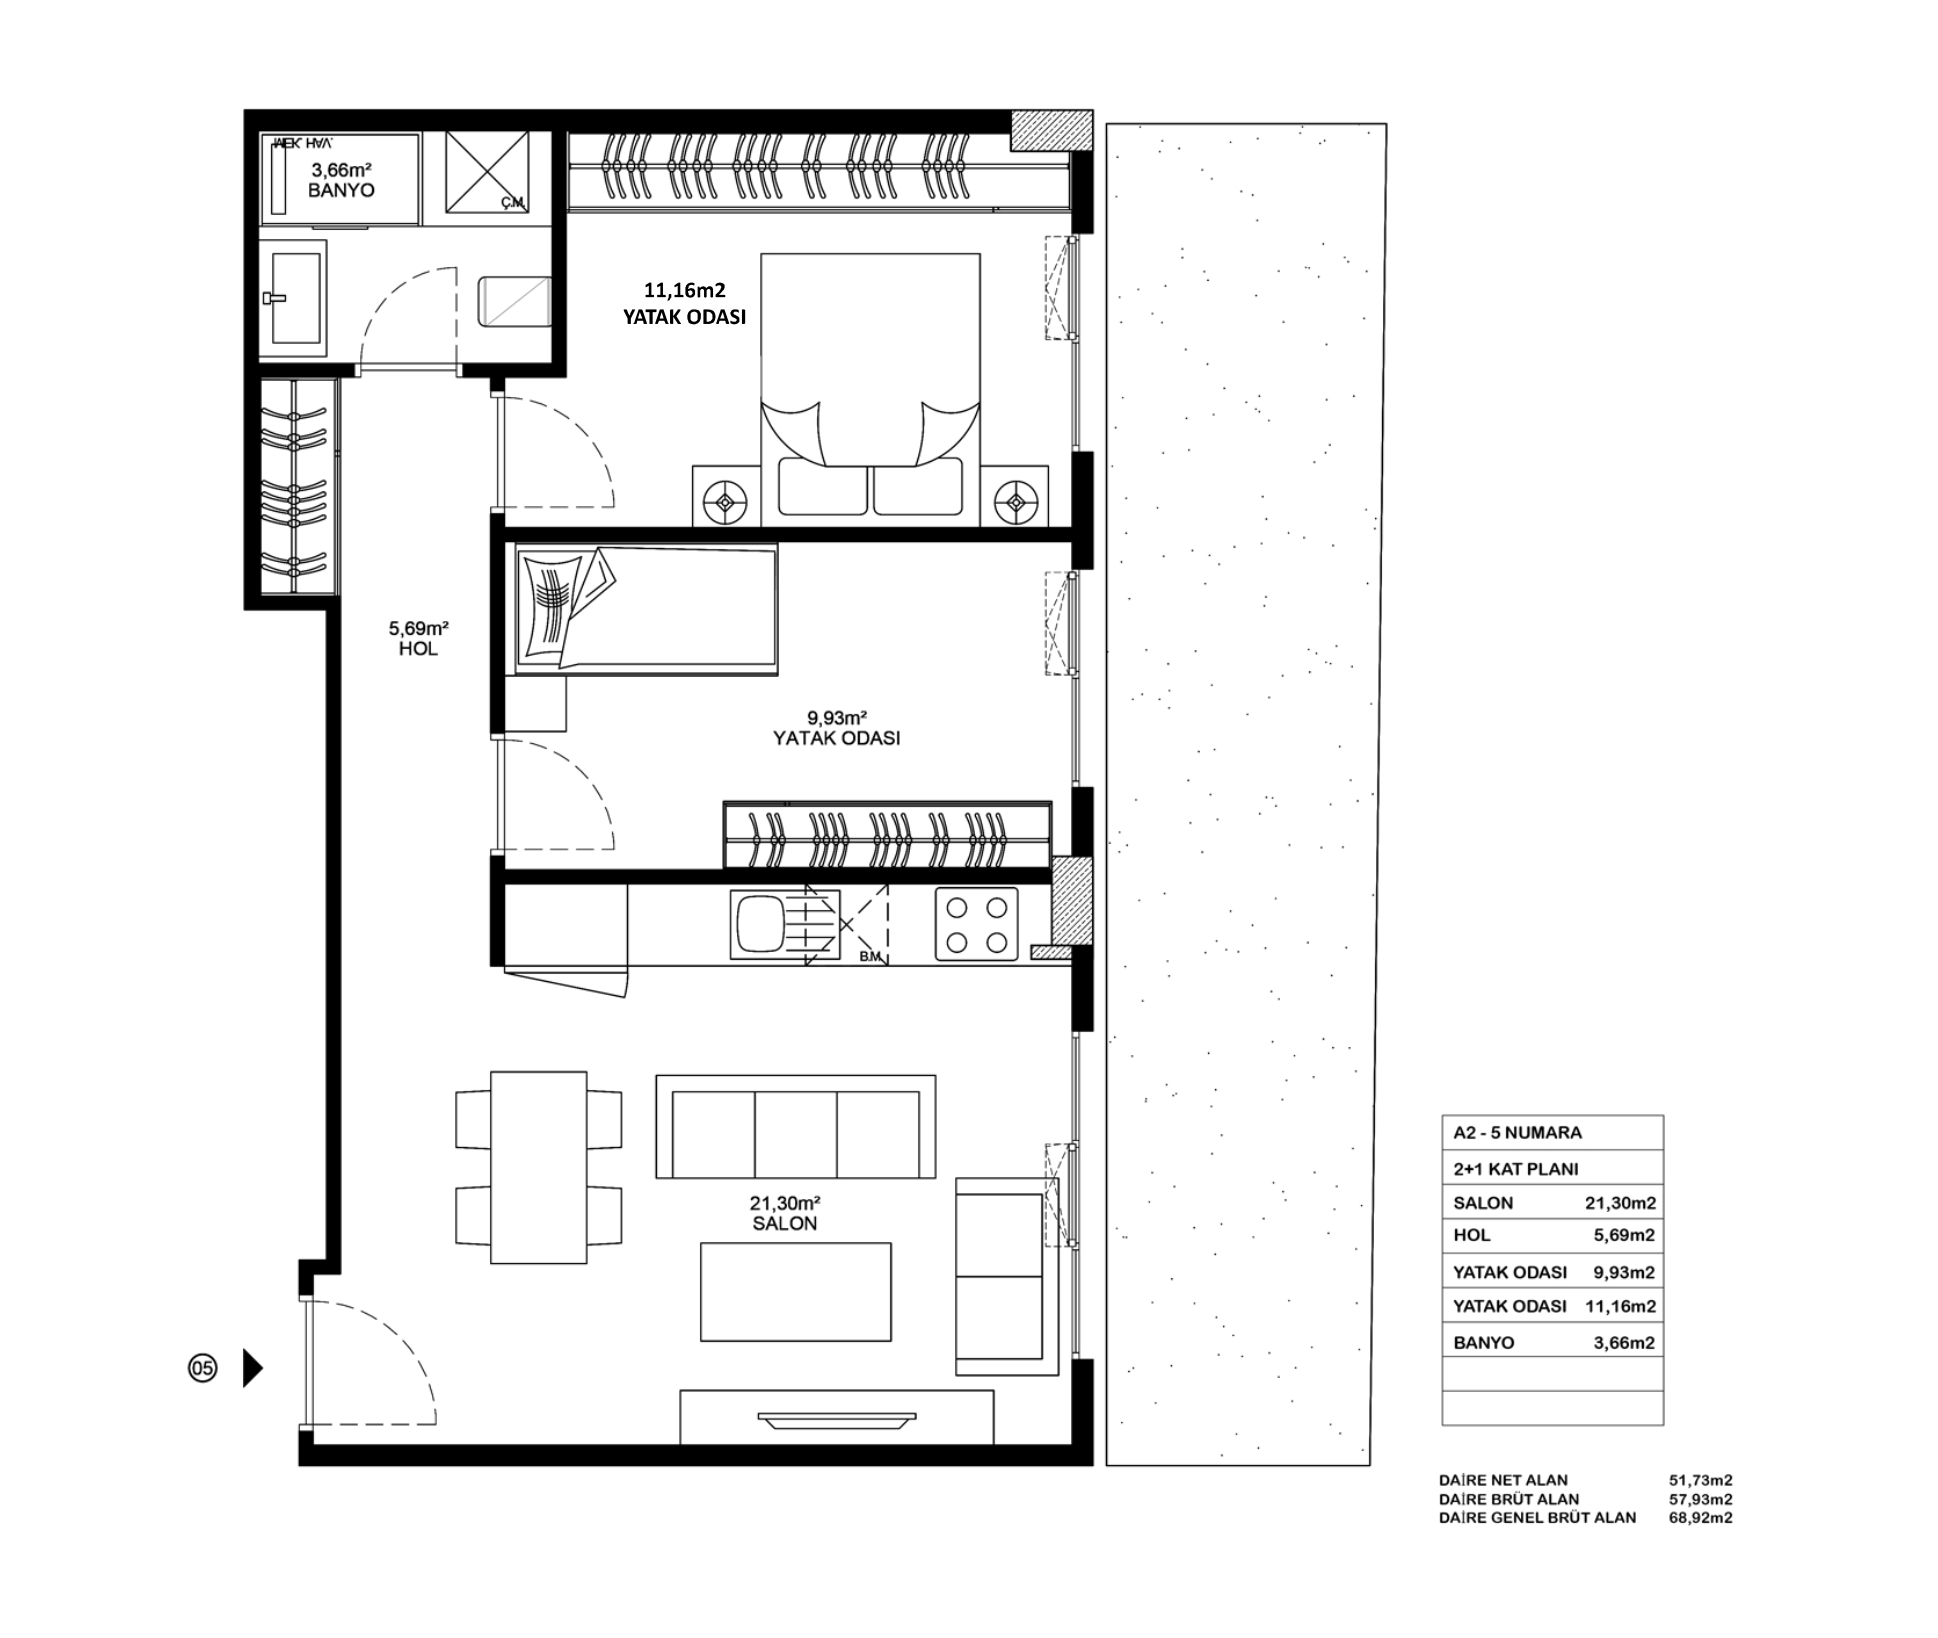 3,66m²
BANYO
Ç.M.
11,16m2
YATAK ODASI
5,69m²
HOL
9,93m²
YATAK ODASI
B.M.
21,30m²
SALON
05
A2 - 5 NUMARA
2+1 KAT PLANI
SALON 21,30m2
HOL 5,69m2
YATAK ODASI 9,93m2
YATAK ODASI 11,16m2
BANYO 3,66m2
DAİRE NET ALAN 51,73m2
DAİRE BRÜT ALAN 57,93m2
DAİRE GENEL BRÜT ALAN 68,92m2